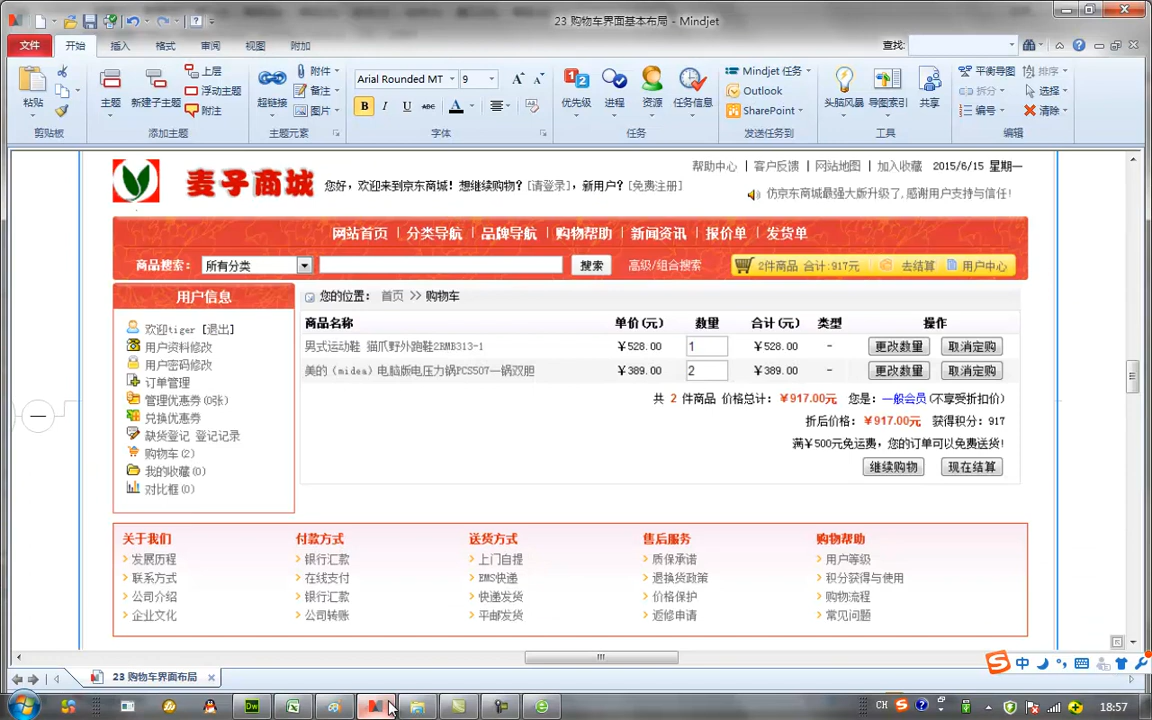 23 购物车界面基本布局 - Mindjet
文件 开始 插入 格式 审阅 视图 附加 查找:
粘贴 主题 新建子主题 上层 浮动主题 附注 超链接 附件 备注 图片 Arial Rounded MT 9 B I U abc A 优先级 进程 资源 任务信息 Mindjet 任务 Outlook SharePoint 头脑风暴 导图索引 共享 平衡导图 排序 拆分 选择 编号 清除
剪贴板 添加主题 主题元素 字体 任务 发送任务到 工具 编辑
帮助中心 | 客户反馈 | 网站地图 | 加入收藏 2015/6/15 星期一
麦子商城 您好，欢迎来到京东商城！想继续购物？[请登录]，新用户？[免费注册]
仿京东商城最强大版升级了,感谢用户支持与信任!
网站首页 | 分类导航 | 品牌导航 | 购物帮助 | 新闻资讯 | 报价单 | 发货单
商品搜索： 所有分类 搜索 高级/组合搜索 2件商品 合计:917元 去结算 用户中心
用户信息
欢迎tiger [退出]
用户资料修改
用户密码修改
订单管理
管理优惠券(0张)
兑换优惠券
缺货登记 登记记录
购物车(2)
我的收藏(0)
对比框(0)
您的位置： 首页 >> 购物车
商品名称 单价(元) 数量 合计(元) 类型 操作
男式运动鞋 猫爪野外跑鞋2BMB313-1 ￥528.00 1 ￥528.00 - 更改数量 取消定购
美的（midea）电脑版电压力锅PCS507一锅双胆 ￥389.00 2 ￥389.00 - 更改数量 取消定购
共 2 件商品 价格总计：￥917.00元 您是：一般会员(不享受折扣价)
折后价格：￥917.00元 获得积分：917
满￥500元免运费，您的订单可以免费送货！
继续购物 现在结算
关于我们
发展历程
联系方式
公司介绍
企业文化
付款方式
银行汇款
在线支付
银行汇款
公司转账
送货方式
上门自提
EMS快递
快递发货
平邮发货
售后服务
质保承诺
退换货政策
价格保护
返修申请
购物帮助
用户等级
积分获得与使用
购物流程
常见问题
中
23 购物车界面基本布局
Dw CH 18:57